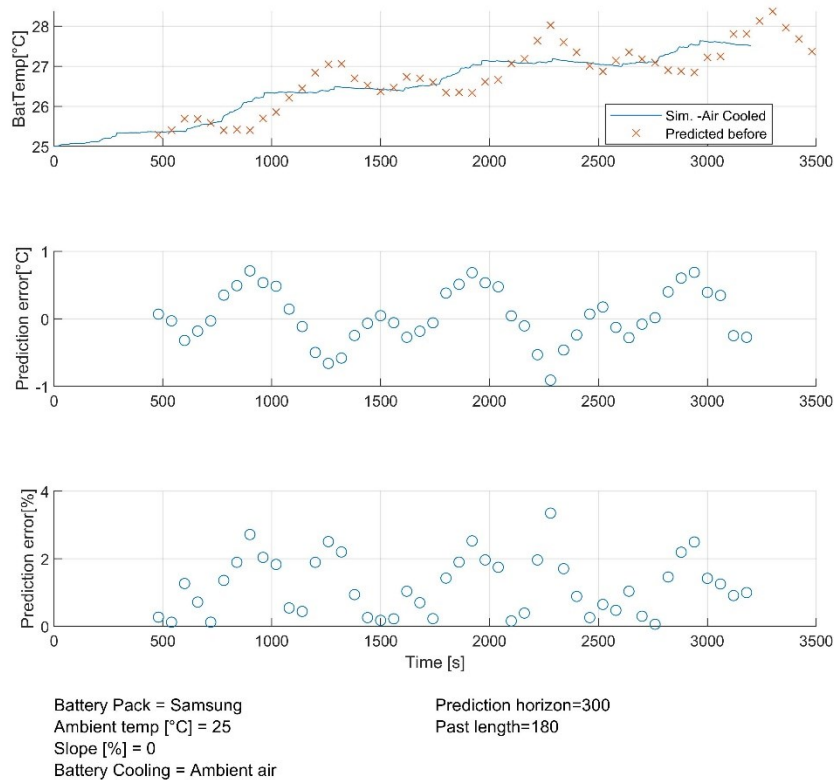 BatTemp[°C]
28
27
26
25
0 500 1000 1500 2000 2500 3000 3500
Sim. -Air Cooled
Predicted before
Prediction error[°C]
1
0
-1
0 500 1000 1500 2000 2500 3000 3500
Prediction error[%]
4
2
0
0 500 1000 1500 2000 2500 3000 3500
Time [s]
Battery Pack = Samsung
Ambient temp [°C] = 25
Slope [%] = 0
Battery Cooling = Ambient air
Prediction horizon=300
Past length=180